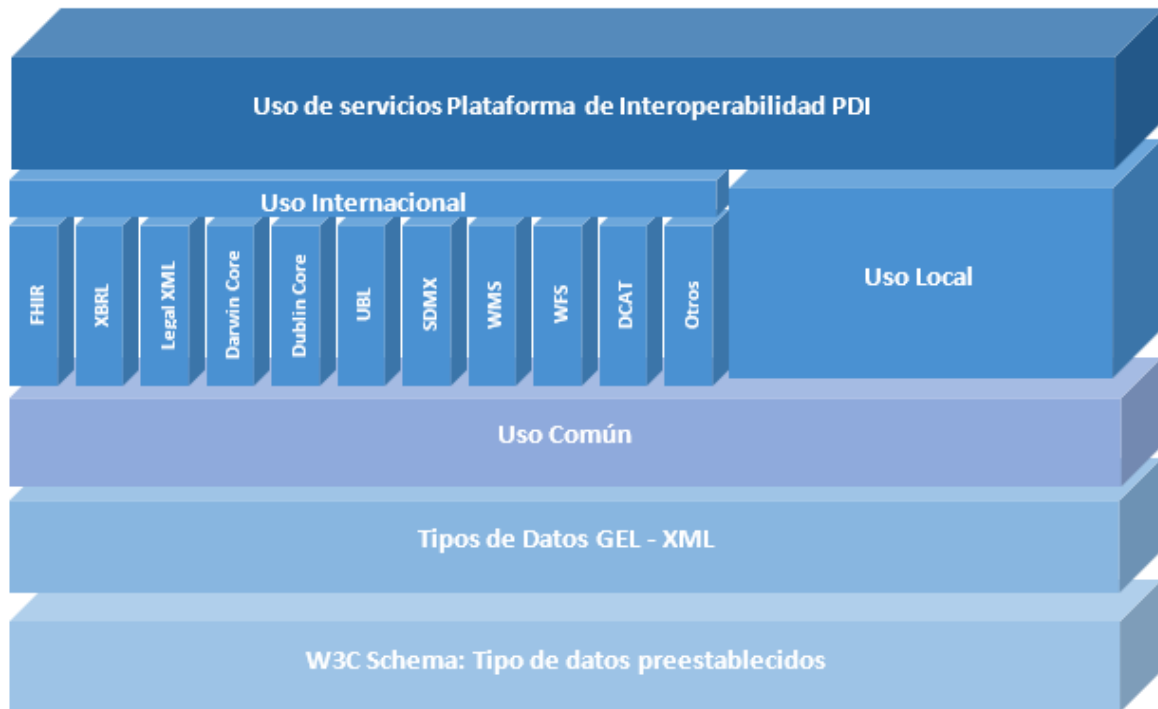 Uso de servicios Plataforma de Interoperabilidad PDI
Uso Internacional
Uso Local
FHIR
XBRL
Legal XML
Darwin Core
Dublin Core
UBL
SDMX
WMS
WFS
DCAT
Otros
Uso Común
Tipos de Datos GEL - XML
W3C Schema: Tipo de datos preestablecidos